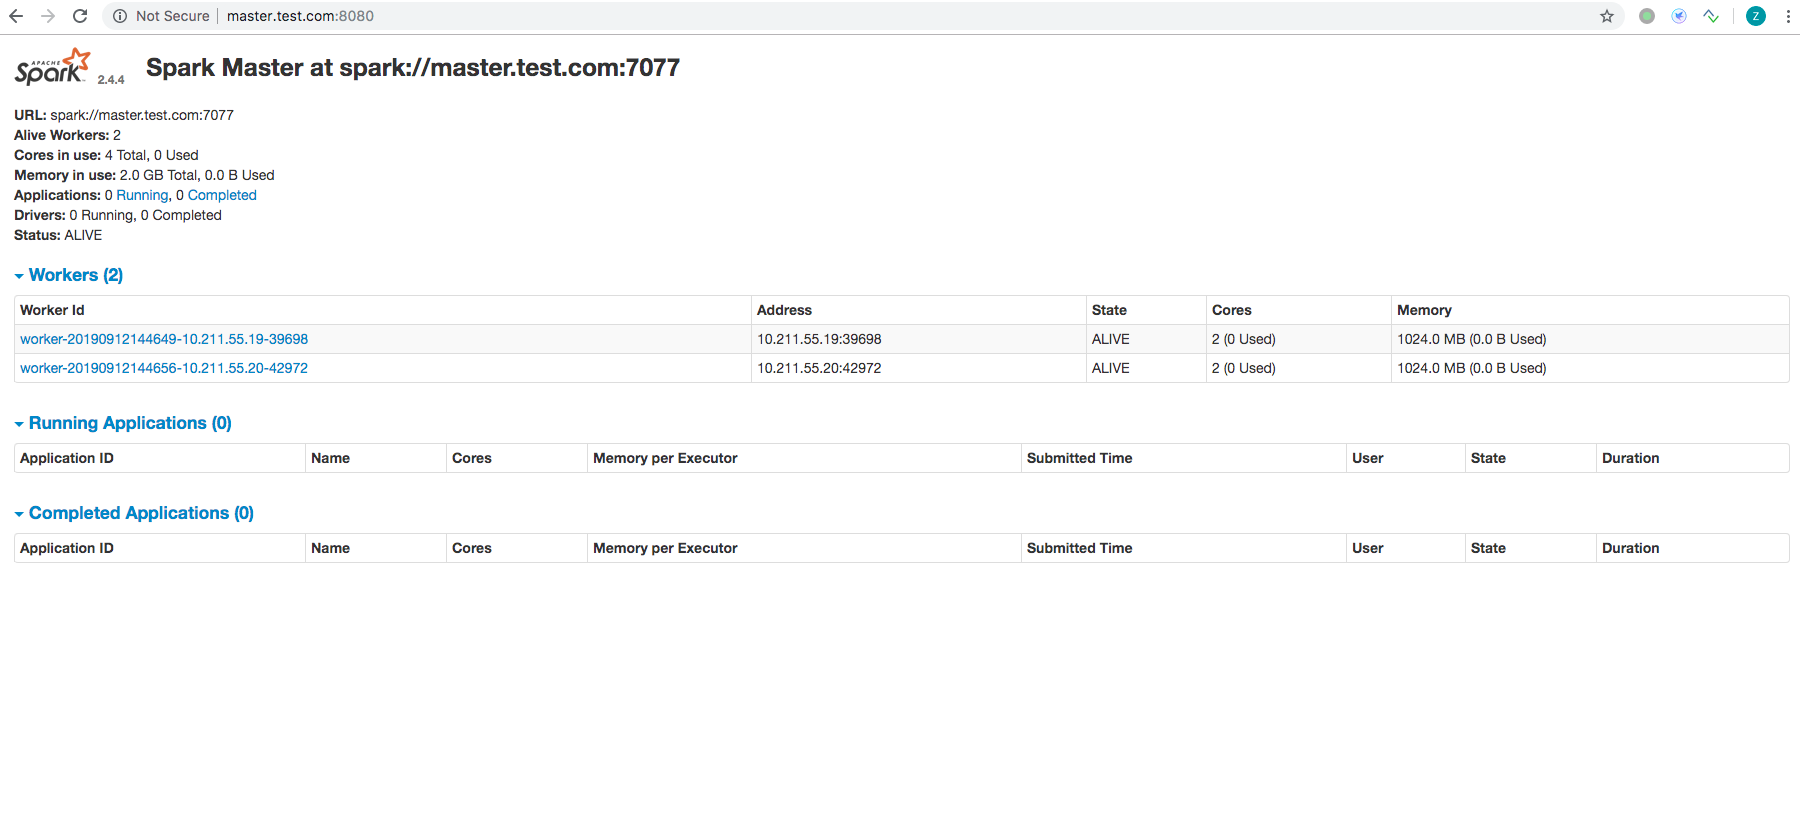 Not Secure | master.test.com:8080
Z
APACHE
Spark 2.4.4 Spark Master at spark://master.test.com:7077
URL: spark://master.test.com:7077
Alive Workers: 2
Cores in use: 4 Total, 0 Used
Memory in use: 2.0 GB Total, 0.0 B Used
Applications: 0 Running, 0 Completed
Drivers: 0 Running, 0 Completed
Status: ALIVE
Workers (2)
Worker Id Address State Cores Memory
worker-20190912144649-10.211.55.19-39698 10.211.55.19:39698 ALIVE 2 (0 Used) 1024.0 MB (0.0 B Used)
worker-20190912144656-10.211.55.20-42972 10.211.55.20:42972 ALIVE 2 (0 Used) 1024.0 MB (0.0 B Used)
Running Applications (0)
Application ID Name Cores Memory per Executor Submitted Time User State Duration
Completed Applications (0)
Application ID Name Cores Memory per Executor Submitted Time User State Duration